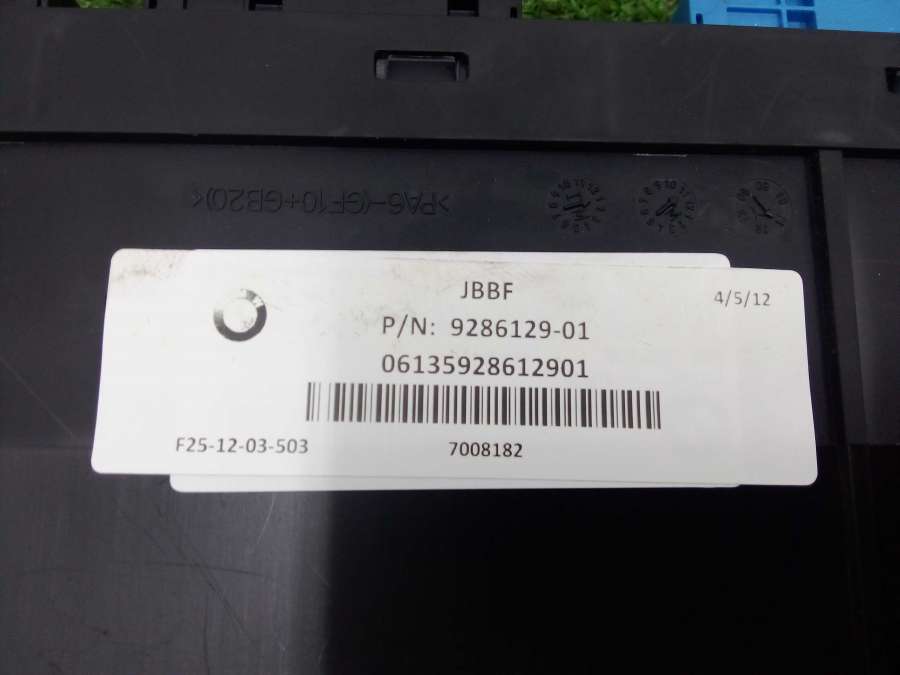 >PA6-(GF10+GB20)<
JBBF
4/5/12
P/N: 9286129-01
06135928612901
F25-12-03-503
7008182